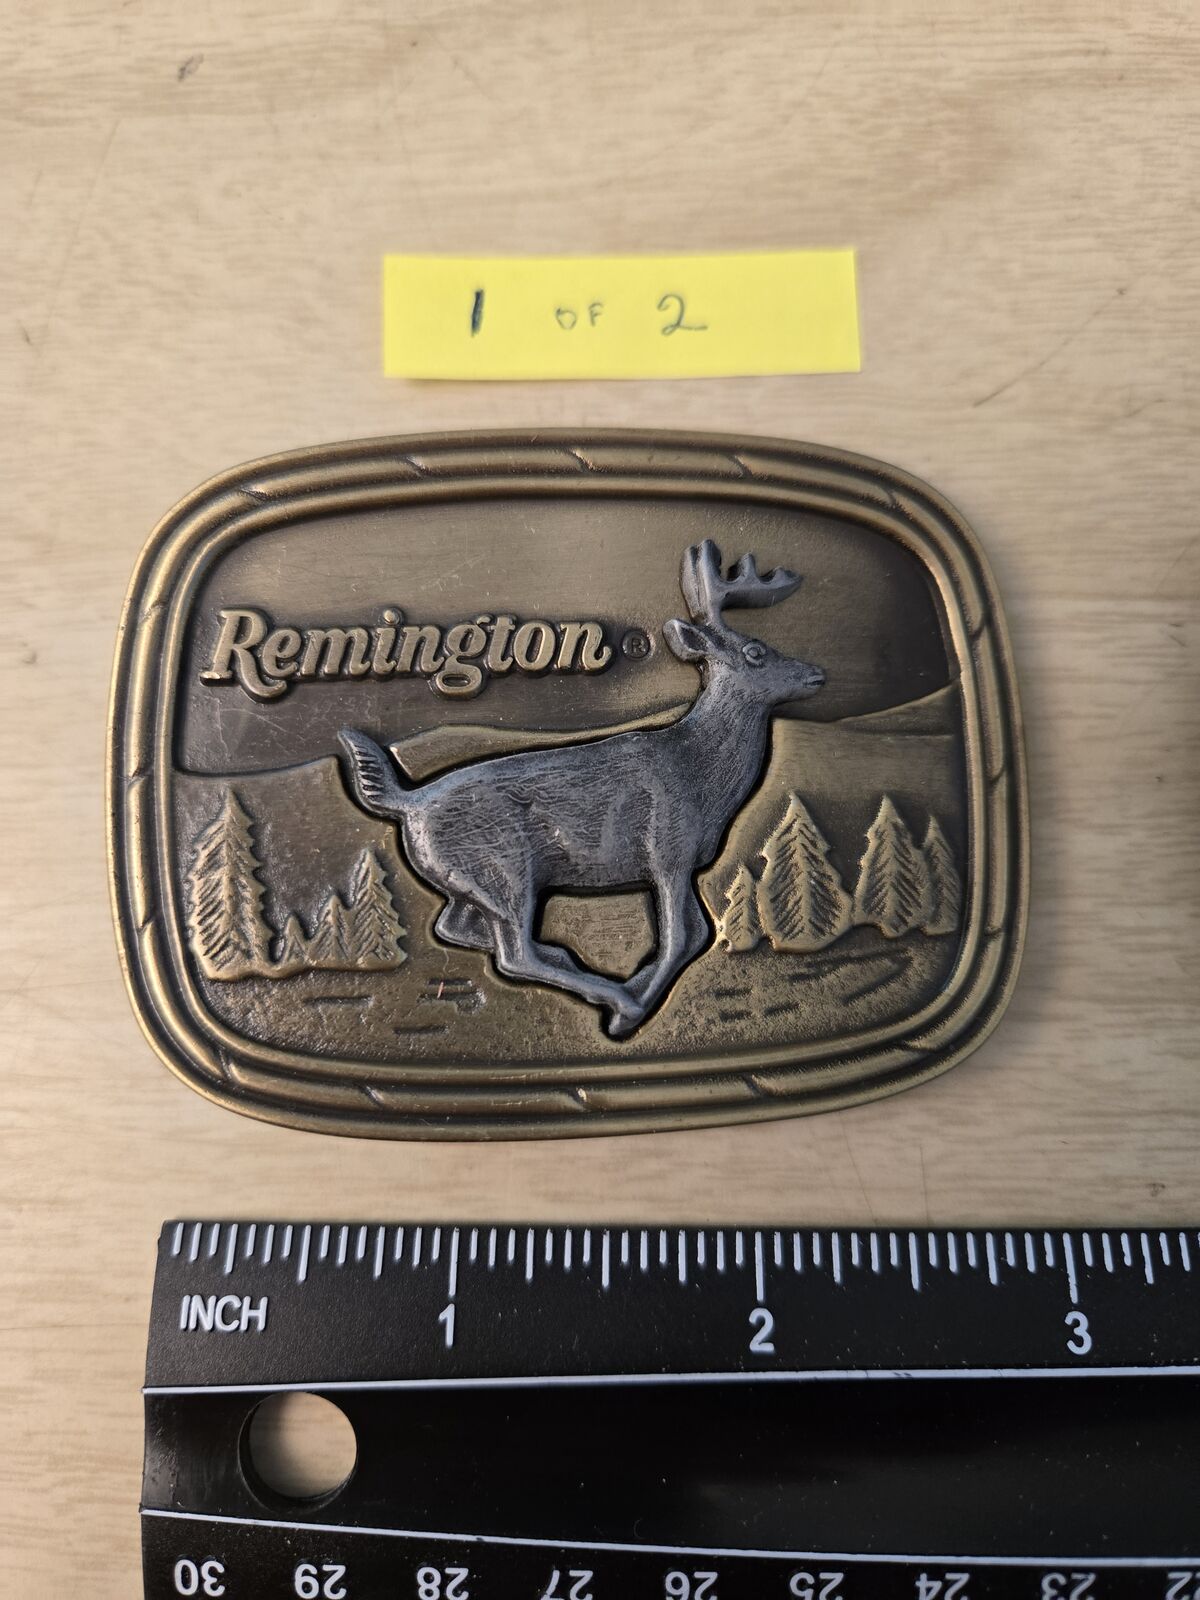 1 OF 2
Remington®
INCH 1 2 3
30 29 28 27 26 25 24 23 22